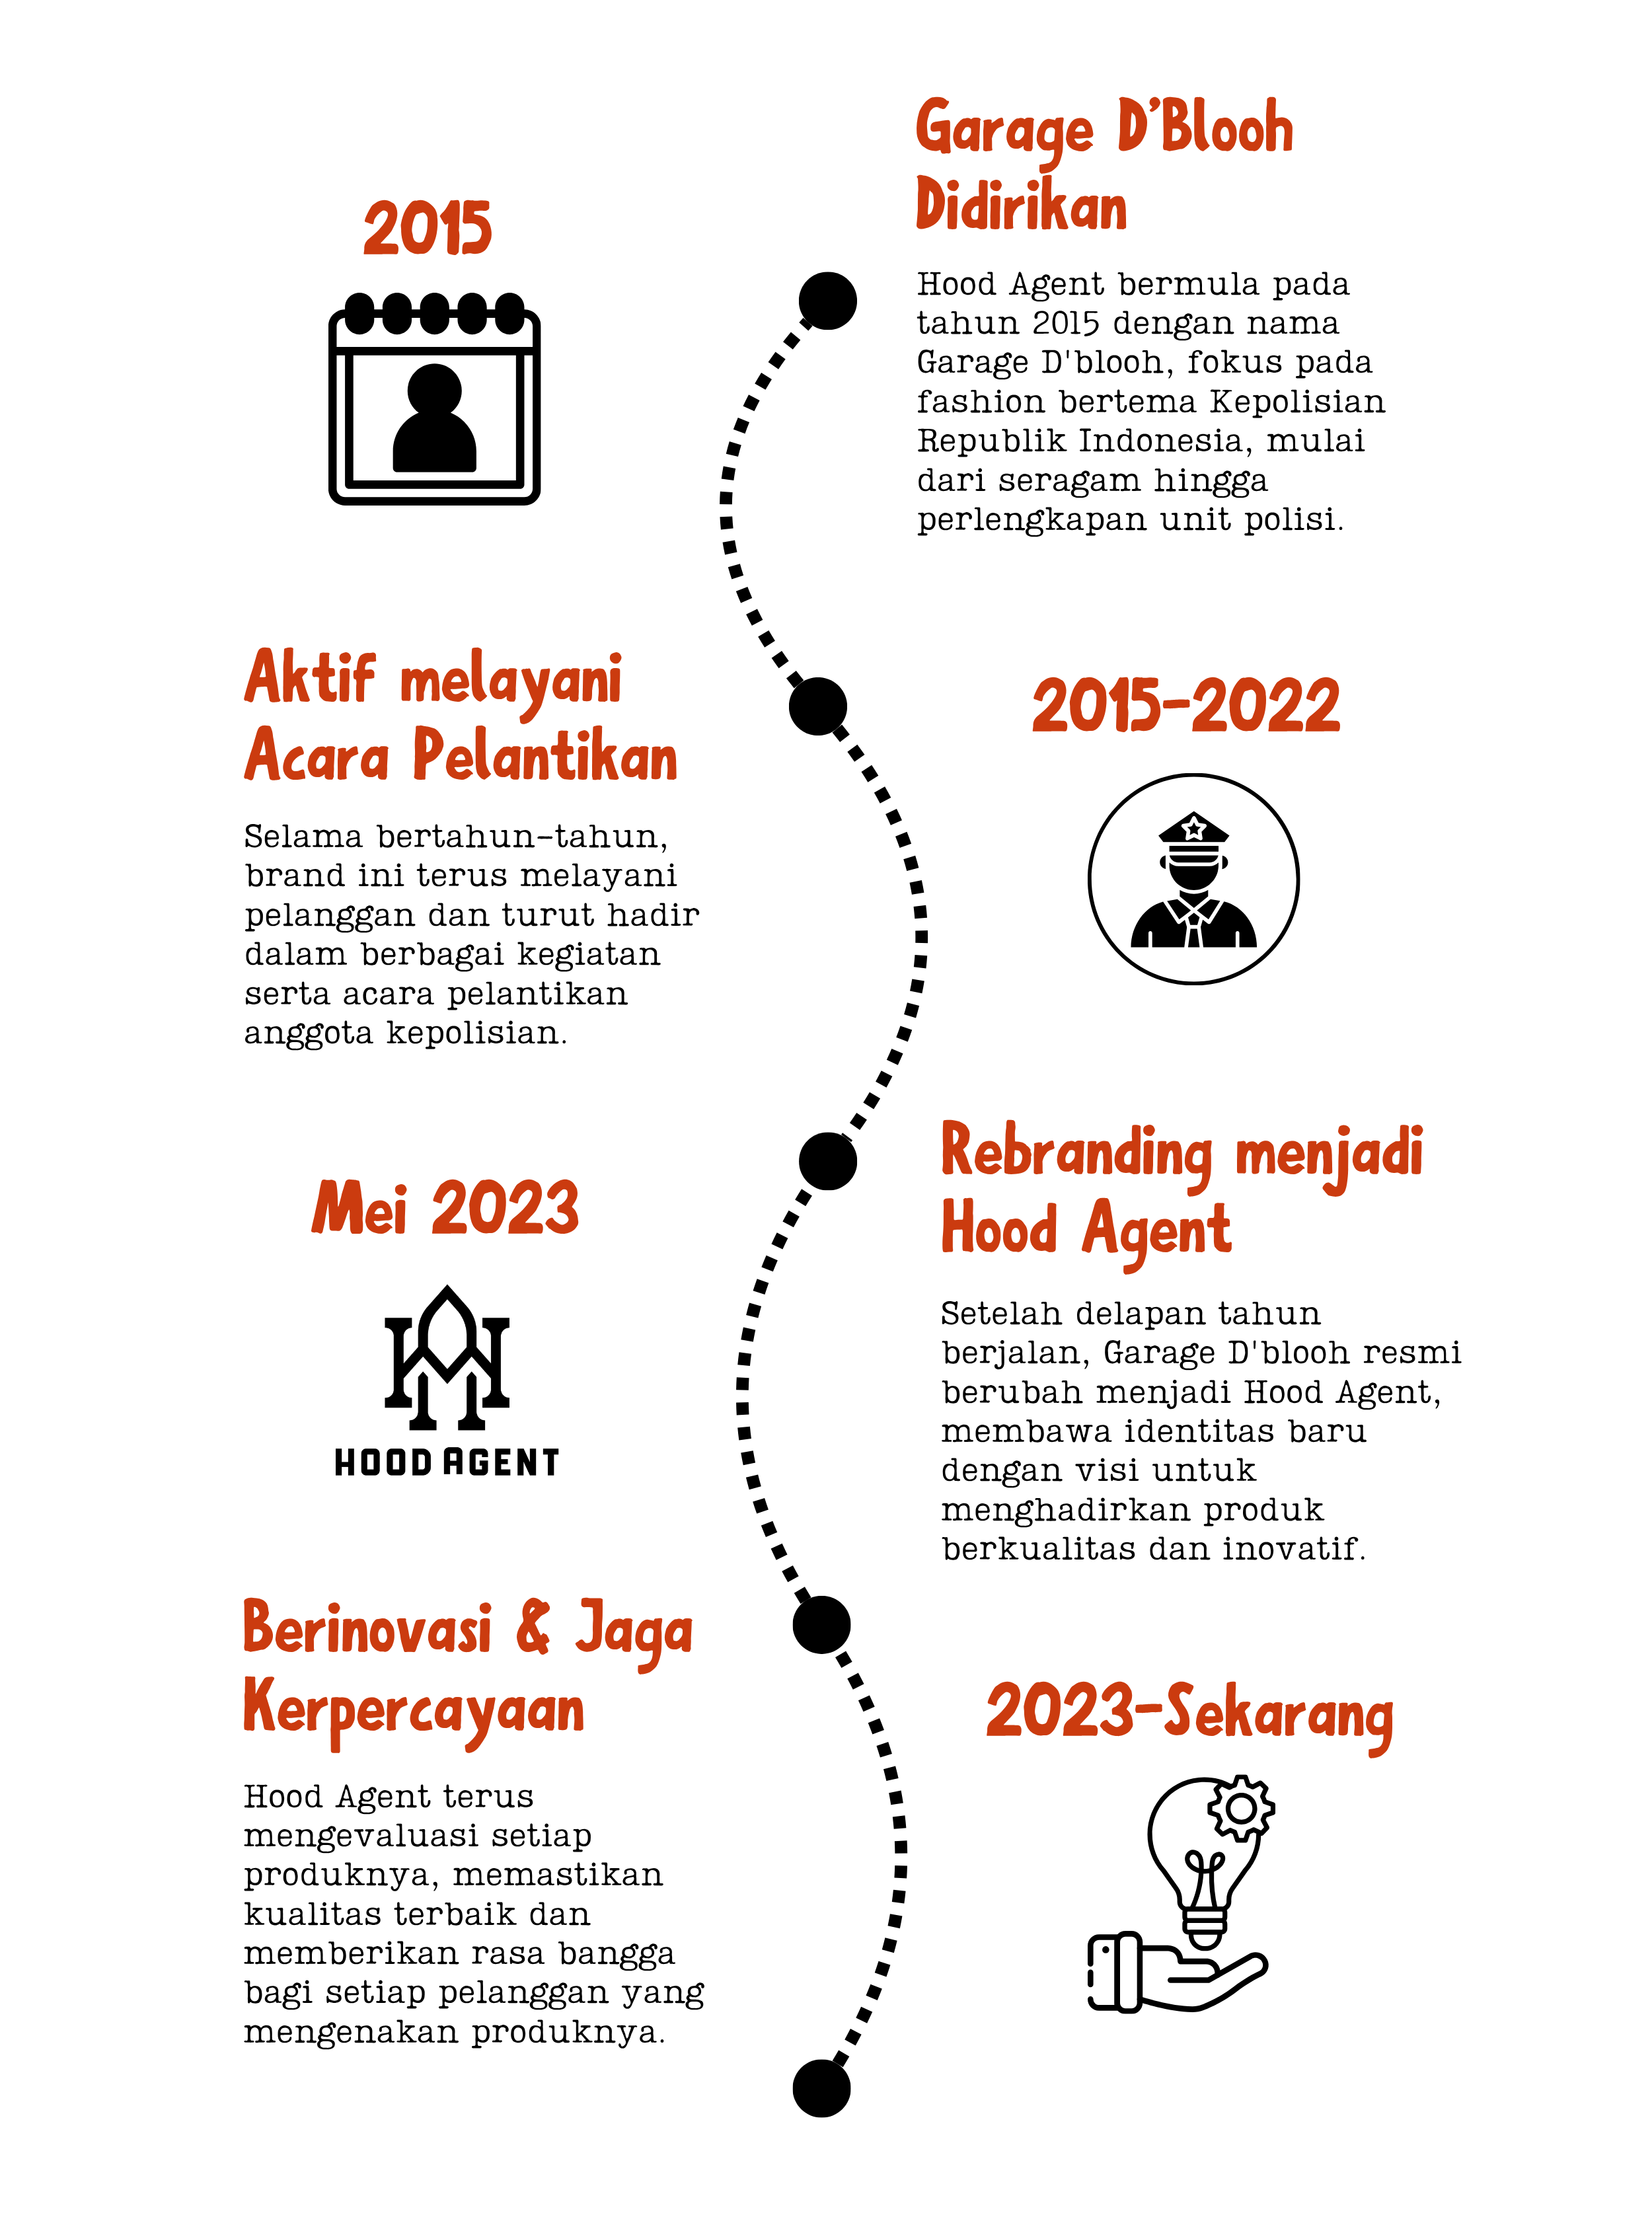 2015
Garage D'Blooh
Didirikan
Hood Agent bermula pada
tahun 2015 dengan nama
Garage D'blooh, fokus pada
fashion bertema Kepolisian
Republik Indonesia, mulai
dari seragam hingga
perlengkapan unit polisi.
Aktif melayani
Acara Pelantikan
Selama bertahun-tahun,
brand ini terus melayani
pelanggan dan turut hadir
dalam berbagai kegiatan
serta acara pelantikan
anggota kepolisian.
2015-2022
Mei 2023
HOOD AGENT
Rebranding menjadi
Hood Agent
Setelah delapan tahun
berjalan, Garage D'blooh resmi
berubah menjadi Hood Agent,
membawa identitas baru
dengan visi untuk
menghadirkan produk
berkualitas dan inovatif.
Berinovasi & Jaga
Kerpercayaan
Hood Agent terus
mengevaluasi setiap
produknya, memastikan
kualitas terbaik dan
memberikan rasa bangga
bagi setiap pelanggan yang
mengenakan produknya.
2023-Sekarang